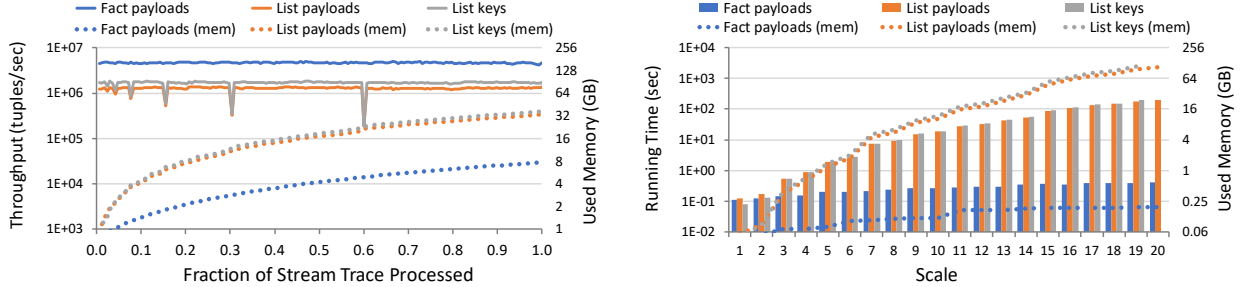 Fact payloads List payloads List keys
Fact payloads (mem) List payloads (mem) List keys (mem)
Throughput (tuples/sec)
1E+07
1E+06
1E+05
1E+04
1E+03
256
128
64
32
16
8
4
2
1
Used Memory (GB)
0.0 0.1 0.2 0.3 0.4 0.5 0.6 0.7 0.8 0.9 1.0
Fraction of Stream Trace Processed
Fact payloads List payloads List keys
Fact payloads (mem) List payloads (mem) List keys (mem)
Running Time (sec)
1E+04
1E+03
1E+02
1E+01
1E+00
1E-01
1E-02
256
64
16
4
1
0.25
0.06
Used Memory (GB)
1 2 3 4 5 6 7 8 9 10 11 12 13 14 15 16 17 18 19 20
Scale